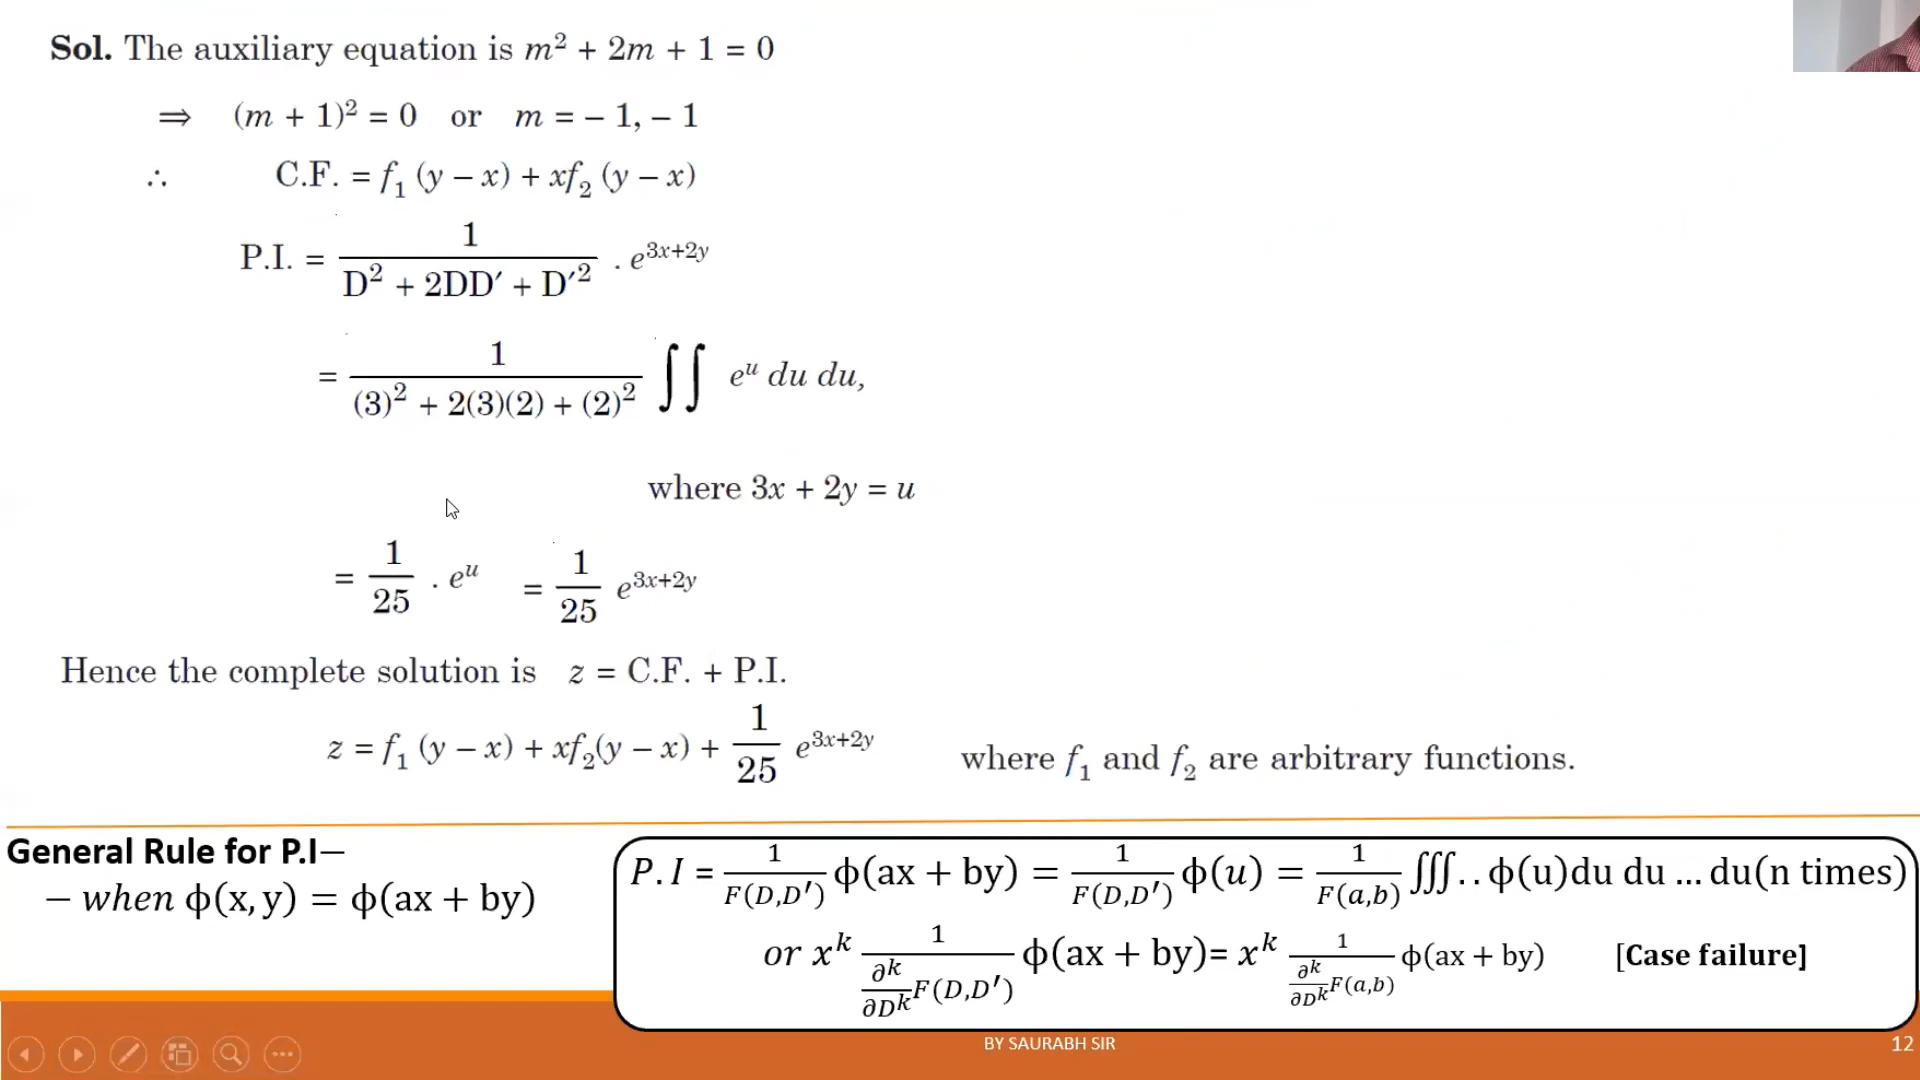 Sol. The auxiliary equation is m² + 2m + 1 = 0
⇒ (m + 1)² = 0 or m = – 1, – 1
∴ C.F. = f₁ (y – x) + xf₂ (y – x)
P.I. = 1/(D² + 2DD′ + D′²) . e^(3x+2y)
= 1/((3)² + 2(3)(2) + (2)²) ∫∫ e^u du du,
where 3x + 2y = u
= 1/25 . e^u = 1/25 e^(3x+2y)
Hence the complete solution is z = C.F. + P.I.
z = f₁ (y – x) + xf₂(y – x) + 1/25 e^(3x+2y) where f₁ and f₂ are arbitrary functions.
General Rule for P.I–
– when ϕ(x, y) = ϕ(ax + by)
P.I = 1/F(D,D′) ϕ(ax + by) = 1/F(D,D′) ϕ(u) = 1/F(a,b) ∫∫∫.. ϕ(u)du du ... du(n times)
or x^k 1/(∂^k/∂D^k F(D,D′)) ϕ(ax + by)= x^k 1/(∂^k/∂D^k F(a,b)) ϕ(ax + by) [Case failure]
BY SAURABH SIR
12